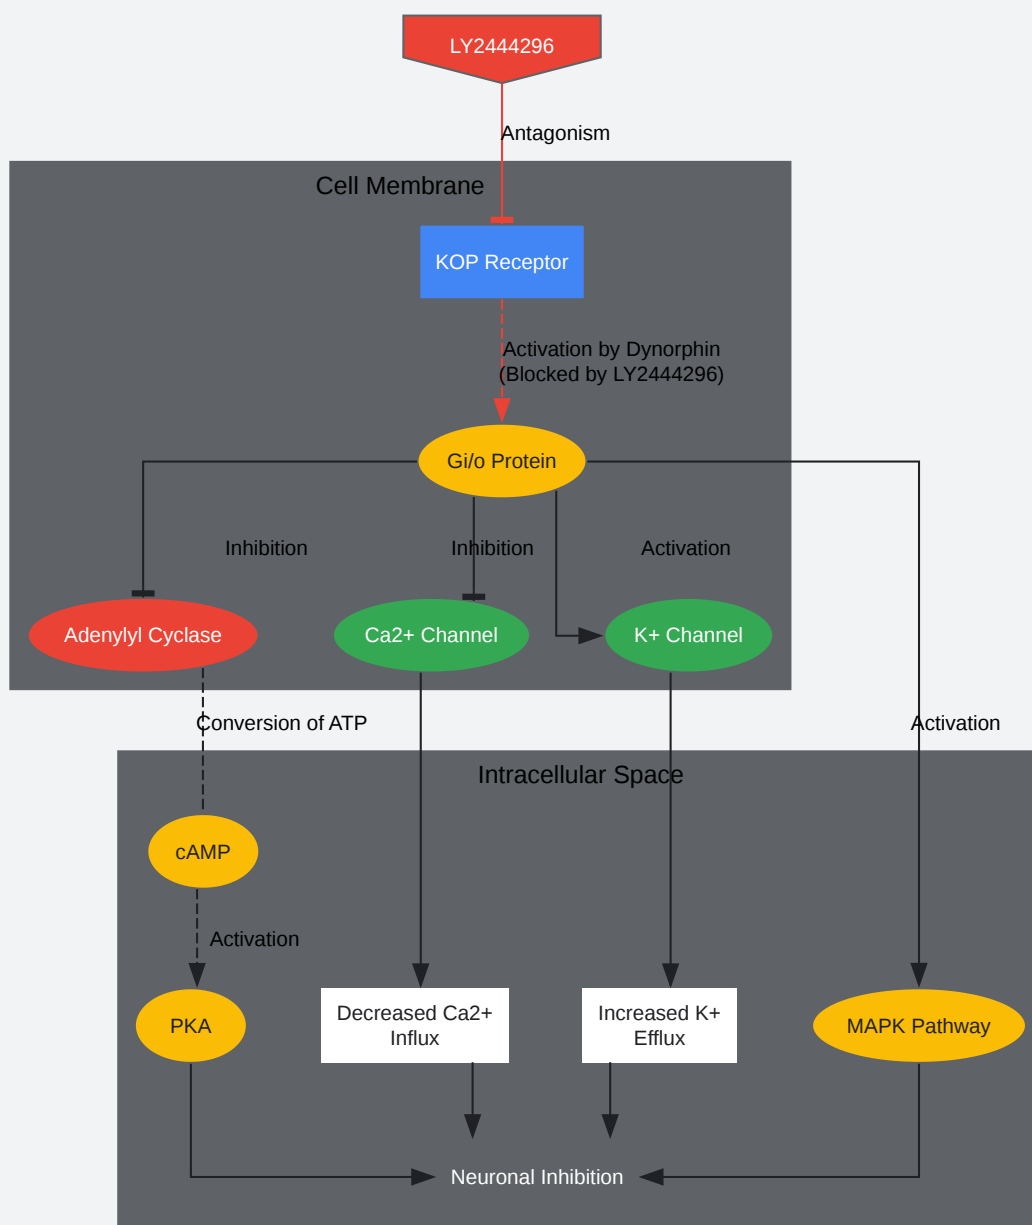 LY2444296
Antagonism
Cell Membrane
KOP Receptor
Activation by Dynorphin
(Blocked by LY2444296)
Gi/o Protein
Inhibition
Inhibition
Activation
Adenylyl Cyclase
Ca2+ Channel
K+ Channel
Conversion of ATP
Activation
Intracellular Space
cAMP
Activation
PKA
Decreased Ca2+
Influx
Increased K+
Efflux
MAPK Pathway
Neuronal Inhibition